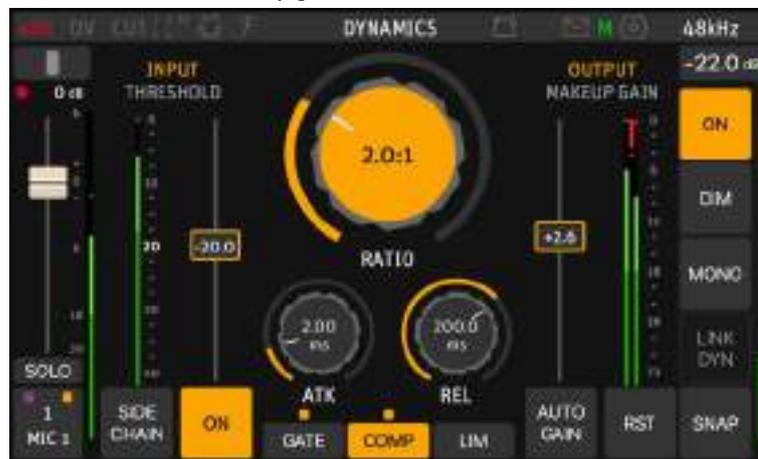 DYNAMICS
M
48kHz
INPUT
THRESHOLD
OUTPUT
MAKEUP GAIN
-22.0 dB
0 dB
2.0:1
RATIO
ON
DIM
20
-20.0
+2.6
MONO
2.00
ms
ATK
200.0
ms
REL
LINK
DYN
SOLO
1
MIC 1
SIDE
CHAIN
ON
GATE
COMP
LIM
AUTO
GAIN
RST
SNAP